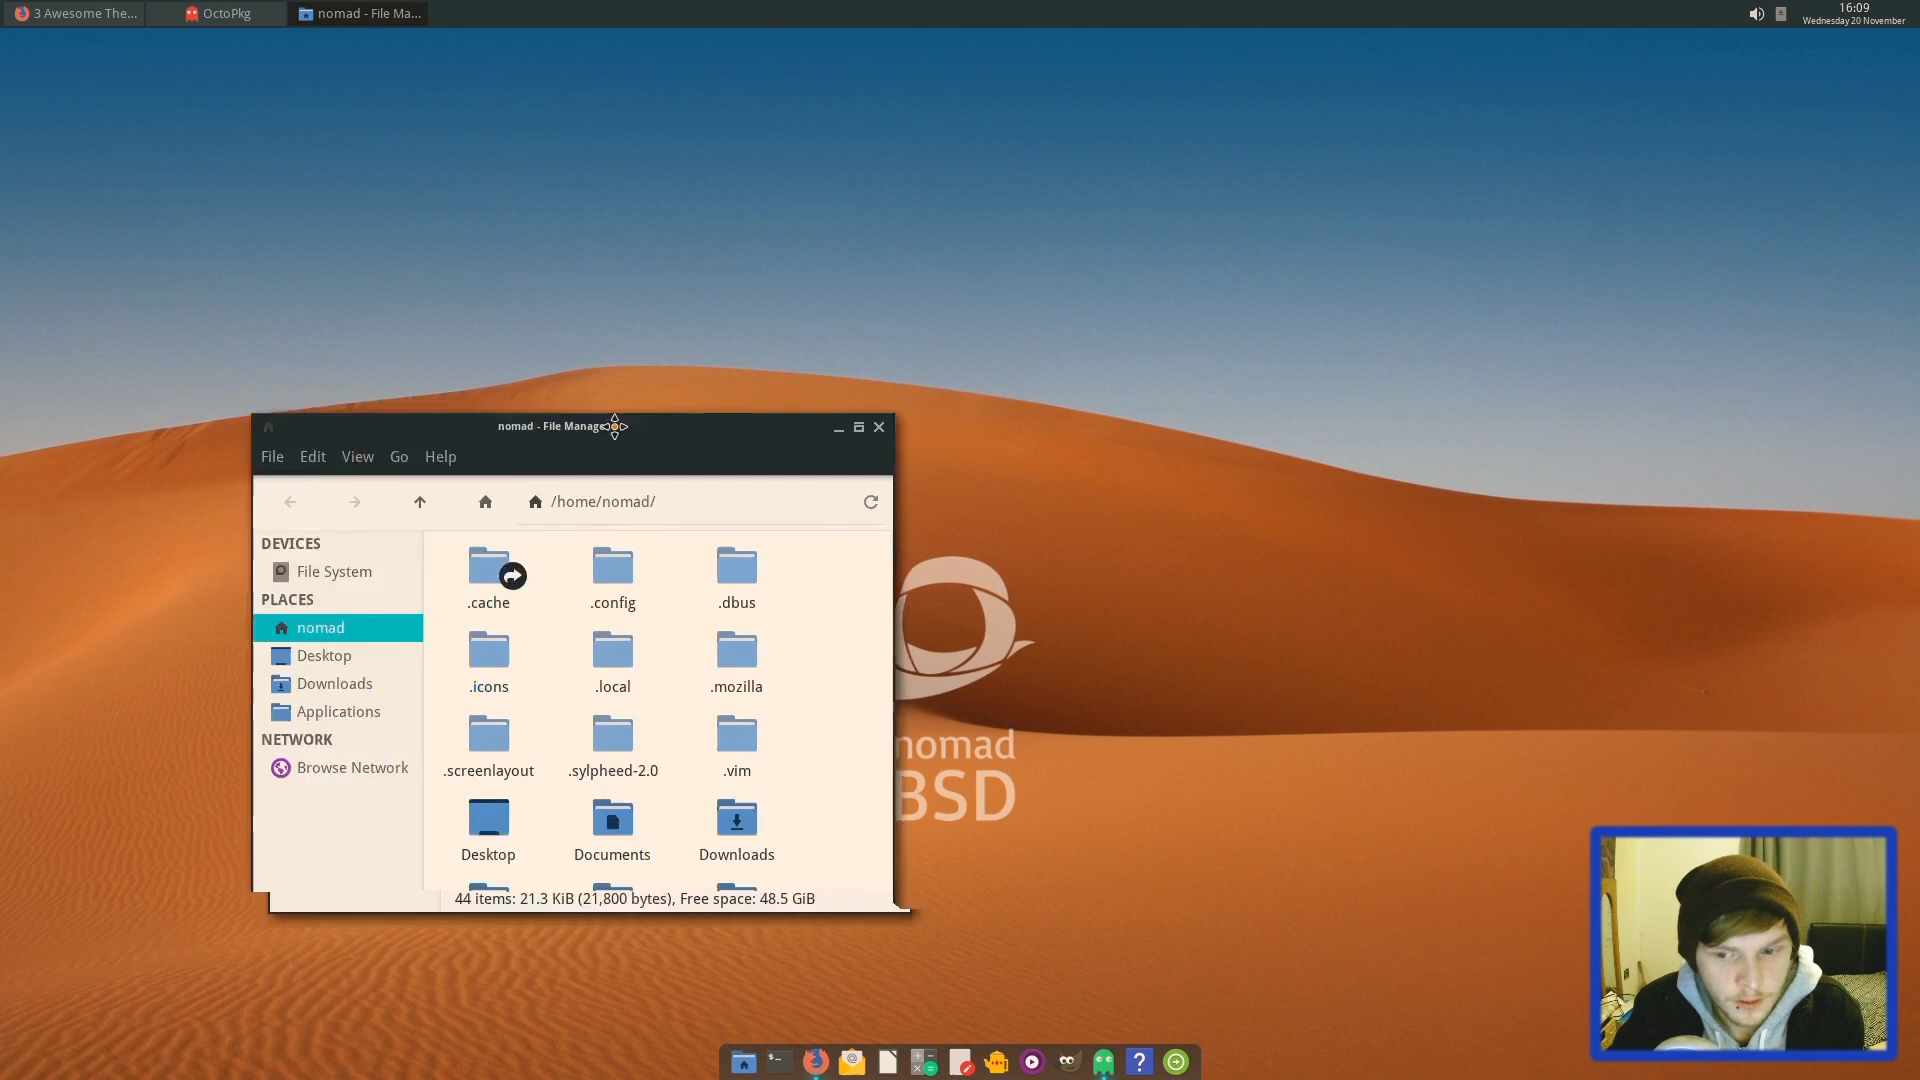 3 Awesome The...
OctoPkg
nomad - File Ma...
16:09
Wednesday 20 November
nomad - File Manage
File Edit View Go Help
/home/nomad/
DEVICES
File System
PLACES
nomad
Desktop
Downloads
Applications
NETWORK
Browse Network
.cache .config .dbus
.icons .local .mozilla
.screenlayout .sylpheed-2.0 .vim
Desktop Documents Downloads
44 items: 21.3 KiB (21,800 bytes), Free space: 48.5 GiB
nomad
BSD